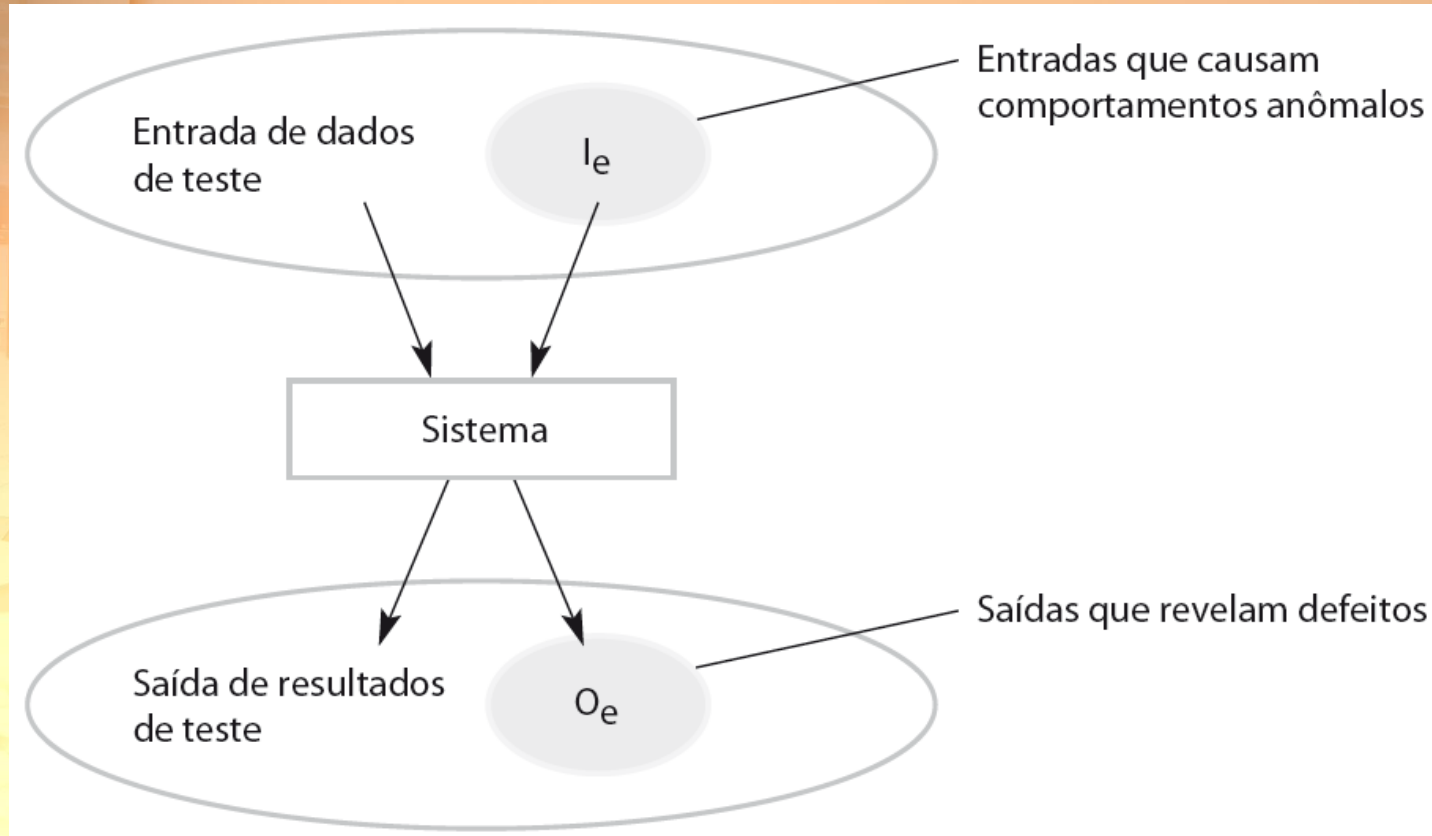 Entradas que causam
comportamentos anômalos
Entrada de dados
de teste
Ie
Sistema
Saídas que revelam defeitos
Saída de resultados
de teste
Oe